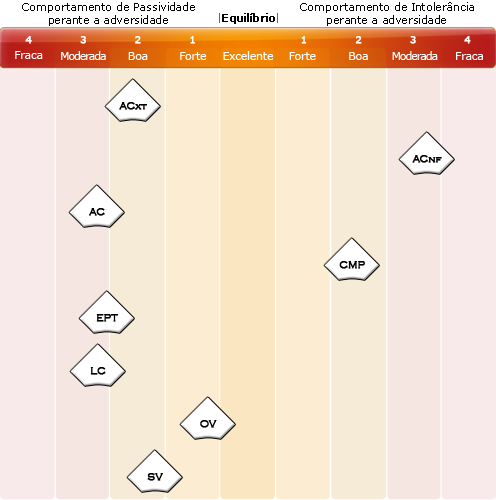 Comportamento de Passividade
perante a adversidade
|Equilíbrio|
Comportamento de Intolerância
perante a adversidade
4 3 2 1 1 2 3 4
Fraca Moderada Boa Forte Excelente Forte Boa Moderada Fraca
ACXT
ACNF
AC
CMP
EPT
LC
OV
SV